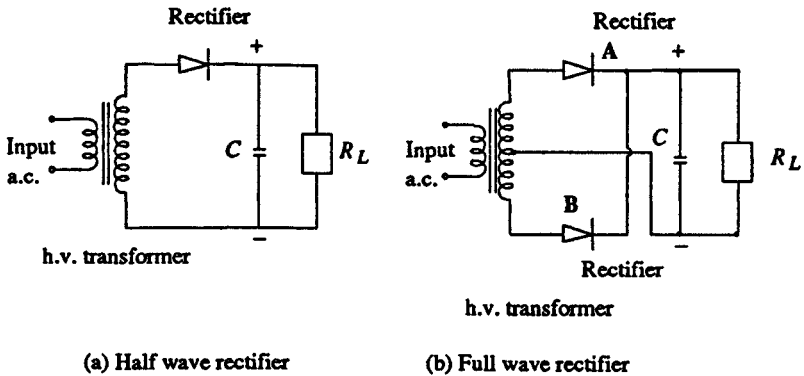 Rectifier
+
Input
a.c.
C
R_L
−
h.v. transformer
(a) Half wave rectifier
Rectifier
A
+
Input
a.c.
C
R_L
B
−
Rectifier
h.v. transformer
(b) Full wave rectifier